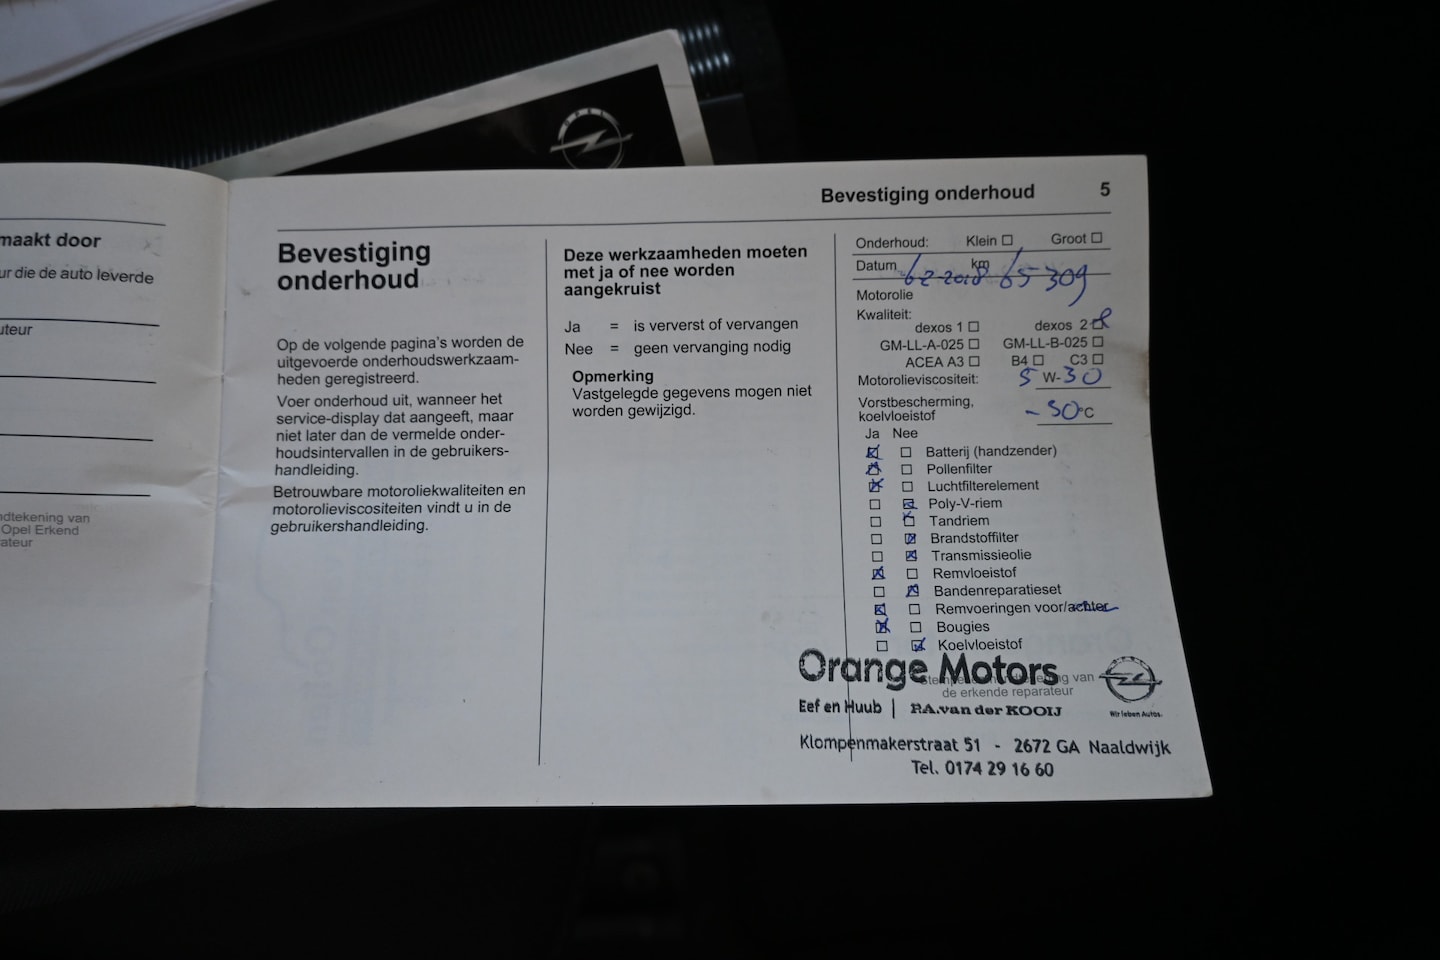 Bevestiging onderhoud 5
maakt door
ur die de auto leverde
uteur
ndtekening van
Opel Erkend
ateur
Bevestiging
onderhoud
Op de volgende pagina's worden de
uitgevoerde onderhoudswerkzaam-
heden geregistreerd.
Voer onderhoud uit, wanneer het
service-display dat aangeeft, maar
niet later dan de vermelde onder-
houdsintervallen in de gebruikers-
handleiding.
Betrouwbare motoroliekwaliteiten en
motorolieviscositeiten vindt u in de
gebruikershandleiding.
Deze werkzaamheden moeten
met ja of nee worden
aangekruist
Ja = is ververst of vervangen
Nee = geen vervanging nodig
Opmerking
Vastgelegde gegevens mogen niet
worden gewijzigd.
Onderhoud: Klein Groot
Datum 6-2-2018 km 65309
Motorolie
Kwaliteit:
dexos 1 dexos 2
GM-LL-A-025 GM-LL-B-025
ACEA A3 B4 C3
Motorolieviscositeit: 5 W-30
Vorstbescherming,
koelvloeistof -30°C
Ja Nee
Batterij (handzender)
Pollenfilter
Luchtfilterelement
Poly-V-riem
Tandriem
Brandstoffilter
Transmissieolie
Remvloeistof
Bandenreparatieset
Remvoeringen voor/achter
Bougies
Koelvloeistof
Orange Motors
van
de erkende reparateur
Eef en Huub | P.A.van der KOOIJ
Wir leben Autos.
Klompenmakerstraat 51 - 2672 GA Naaldwijk
Tel. 0174 29 16 60
OPEL